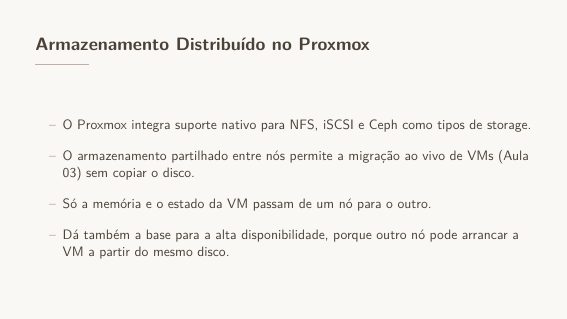 Armazenamento Distribuído no Proxmox
– O Proxmox integra suporte nativo para NFS, iSCSI e Ceph como tipos de storage.
– O armazenamento partilhado entre nós permite a migração ao vivo de VMs (Aula
03) sem copiar o disco.
– Só a memória e o estado da VM passam de um nó para o outro.
– Dá também a base para a alta disponibilidade, porque outro nó pode arrancar a
VM a partir do mesmo disco.